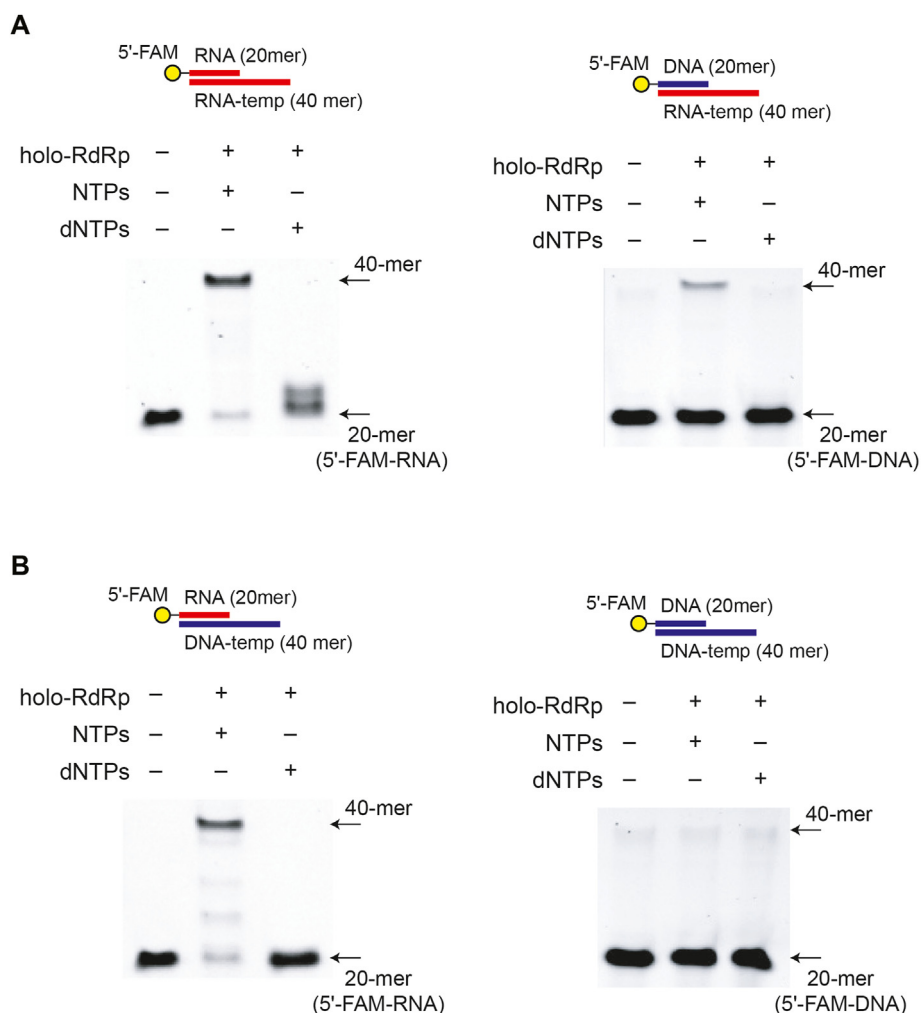 A
5'-FAM RNA (20mer)
RNA-temp (40 mer)
holo-RdRp – + +
NTPs – + –
dNTPs – – +
40-mer
20-mer
(5'-FAM-RNA)
5'-FAM DNA (20mer)
RNA-temp (40 mer)
holo-RdRp – + +
NTPs – + –
dNTPs – – +
40-mer
20-mer
(5'-FAM-DNA)
B
5'-FAM RNA (20mer)
DNA-temp (40 mer)
holo-RdRp – + +
NTPs – + –
dNTPs – – +
40-mer
20-mer
(5'-FAM-RNA)
5'-FAM DNA (20mer)
DNA-temp (40 mer)
holo-RdRp – + +
NTPs – + –
dNTPs – – +
40-mer
20-mer
(5'-FAM-DNA)